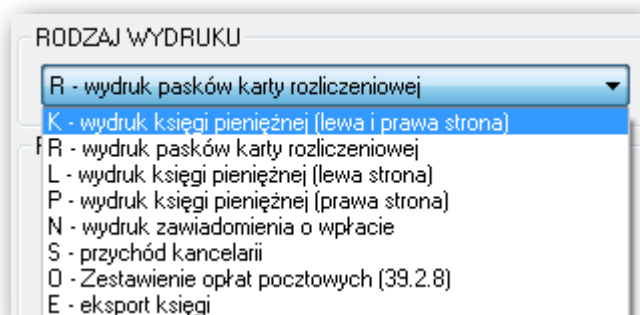 RODZAJ WYDRUKU
R - wydruk pasków karty rozliczeniowej
K - wydruk księgi pieniężnej (lewa i prawa strona)
R - wydruk pasków karty rozliczeniowej
L - wydruk księgi pieniężnej (lewa strona)
P - wydruk księgi pieniężnej (prawa strona)
N - wydruk zawiadomienia o wpłacie
S - przychód kancelarii
O - Zestawienie opłat pocztowych (39.2.8)
E - eksport księgi